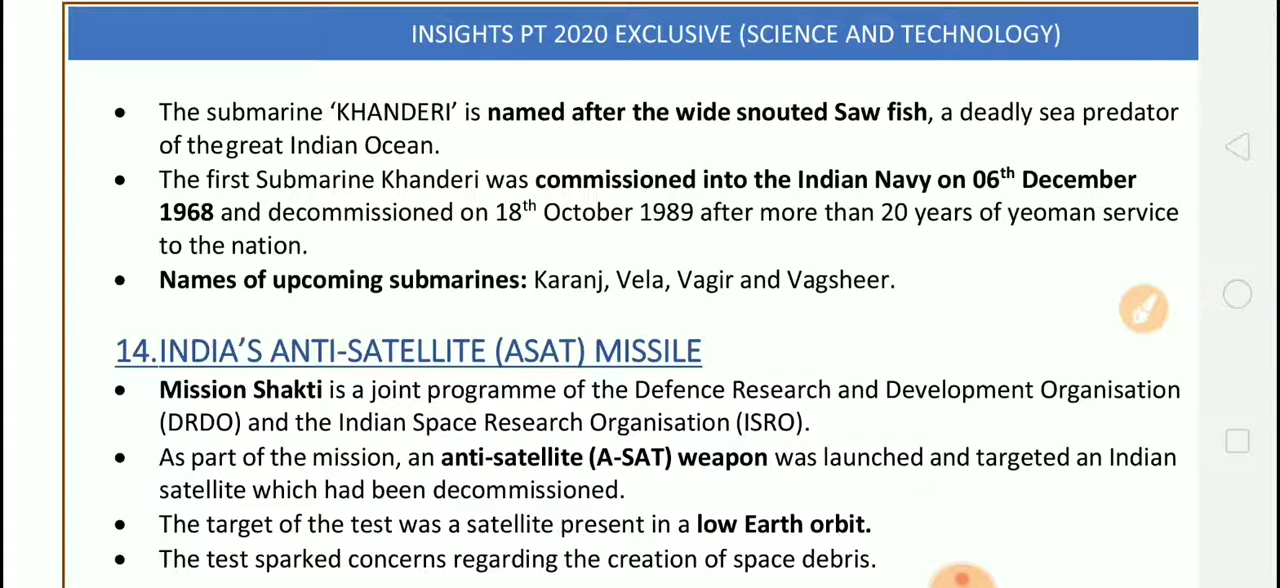 INSIGHTS PT 2020 EXCLUSIVE (SCIENCE AND TECHNOLOGY)
• The submarine ‘KHANDERI’ is named after the wide snouted Saw fish, a deadly sea predator
of thegreat Indian Ocean.
• The first Submarine Khanderi was commissioned into the Indian Navy on 06th December
1968 and decommissioned on 18th October 1989 after more than 20 years of yeoman service
to the nation.
• Names of upcoming submarines: Karanj, Vela, Vagir and Vagsheer.
14.INDIA’S ANTI-SATELLITE (ASAT) MISSILE
• Mission Shakti is a joint programme of the Defence Research and Development Organisation
(DRDO) and the Indian Space Research Organisation (ISRO).
• As part of the mission, an anti-satellite (A-SAT) weapon was launched and targeted an Indian
satellite which had been decommissioned.
• The target of the test was a satellite present in a low Earth orbit.
• The test sparked concerns regarding the creation of space debris.